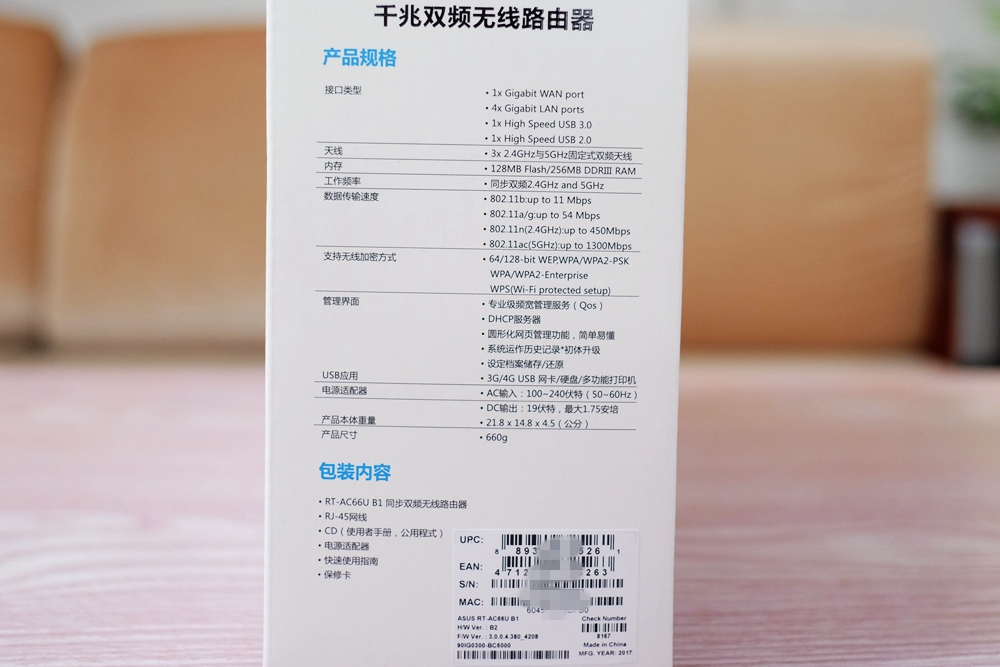 千兆双频无线路由器
产品规格
接口类型
• 1x Gigabit WAN port
• 4x Gigabit LAN ports
• 1x High Speed USB 3.0
• 1x High Speed USB 2.0
天线 • 3x 2.4GHz与5GHz固定式双频天线
内存 • 128MB Flash/256MB DDRIII RAM
工作频率 • 同步双频2.4GHz and 5GHz
数据传输速度 • 802.11b:up to 11 Mbps
• 802.11a/g:up to 54 Mbps
• 802.11n(2.4GHz):up to 450Mbps
• 802.11ac(5GHz):up to 1300Mbps
支持无线加密方式 • 64/128-bit WEP,WPA/WPA2-PSK
WPA/WPA2-Enterprise
WPS(Wi-Fi protected setup)
管理界面 • 专业级频宽管理服务（Qos）
• DHCP服务器
• 圆形化网页管理功能，简单易懂
• 系统运作历史记录*初体升级
• 设定档案储存/还原
USB应用 • 3G/4G USB 网卡/硬盘/多功能打印机
电源适配器 • AC输入：100~240伏特（50~60Hz）
• DC输出：19伏特，最大1.75安培
产品本体重量 • 21.8 x 14.8 x 4.5（公分）
产品尺寸 • 660g
包装内容
• RT-AC66U B1 同步双频无线路由器
• RJ-45网线
• CD（使用者手册，公用程式）
• 电源适配器
• 快速使用指南
• 保修卡
UPC:
8 893 526 1
EAN:
4 712 263
S/N:
MAC:
6045
ASUS RT-AC66U B1 Check Number
H/W Ver. : B2
F/W Ver. : 3.0.0.4.380_4208 8167
90IG0300-BC5000 Made in China
MFG. YEAR: 2017